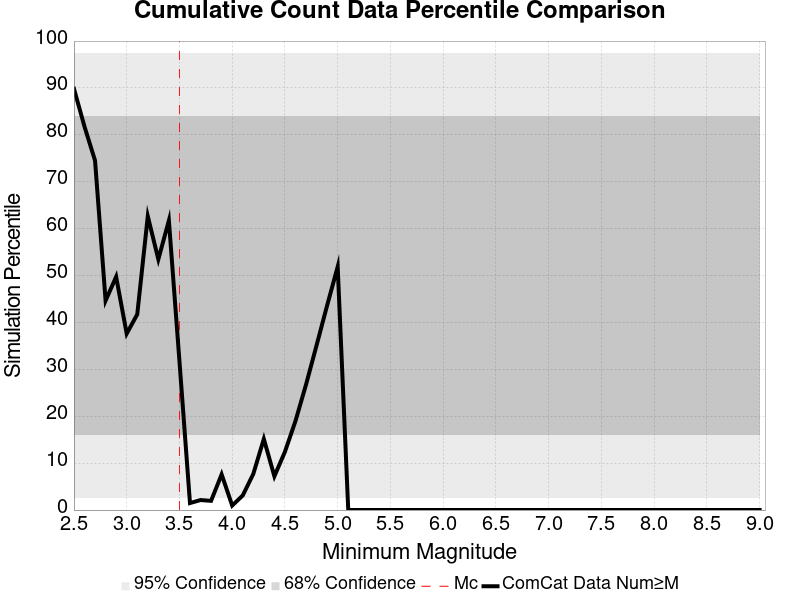 Cumulative Count Data Percentile Comparison
100
90
80
70
60
50
40
30
20
10
0
Simulation Percentile
2.5 3.0 3.5 4.0 4.5 5.0 5.5 6.0 6.5 7.0 7.5 8.0 8.5 9.0
Minimum Magnitude
95% Confidence 68% Confidence Mc ComCat Data Num≥M